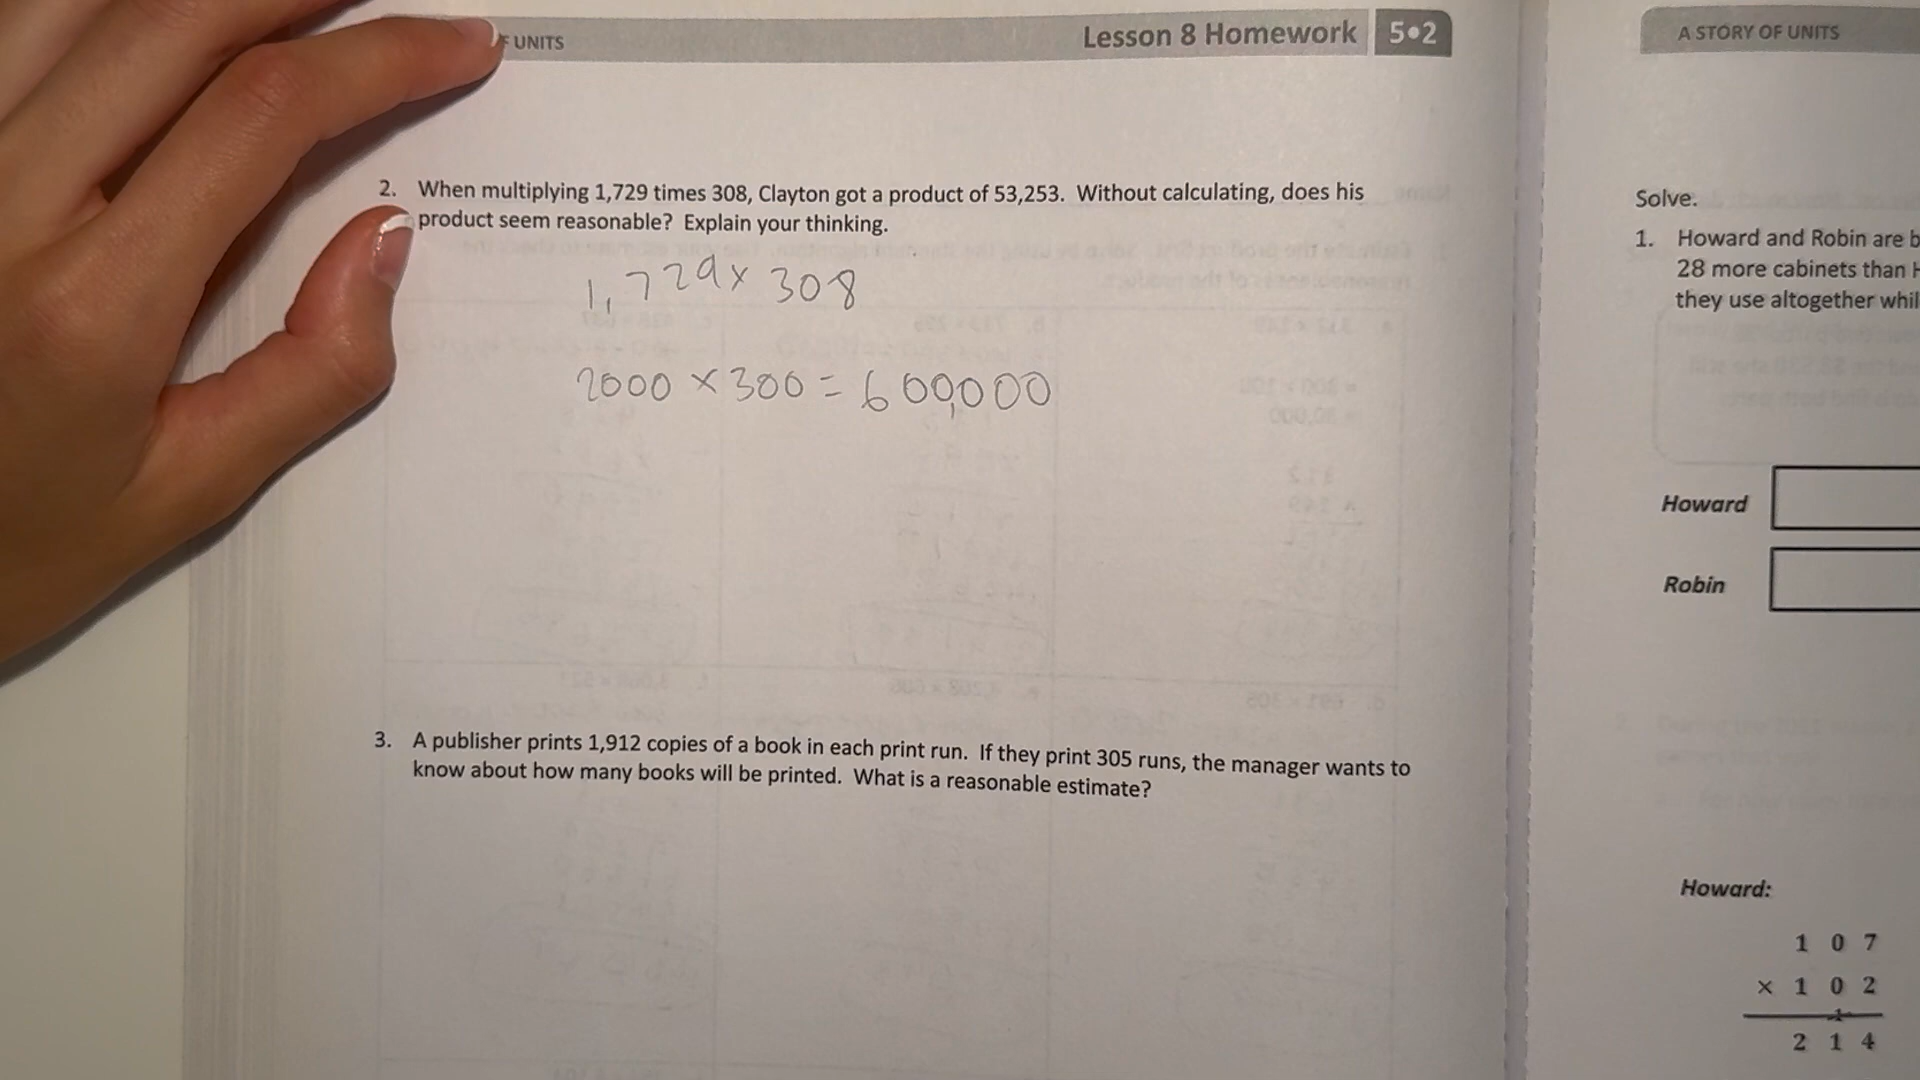 F UNITS
Lesson 8 Homework 5•2
2. When multiplying 1,729 times 308, Clayton got a product of 53,253. Without calculating, does his
product seem reasonable? Explain your thinking.
1,729 x 308
2000 x 300 = 600,000
3. A publisher prints 1,912 copies of a book in each print run. If they print 305 runs, the manager wants to
know about how many books will be printed. What is a reasonable estimate?
A STORY OF UNITS
Solve.
1. Howard and Robin are b
28 more cabinets than H
they use altogether whil
Howard
Robin
Howard:
1 0 7
x 1 0 2
1
2 1 4